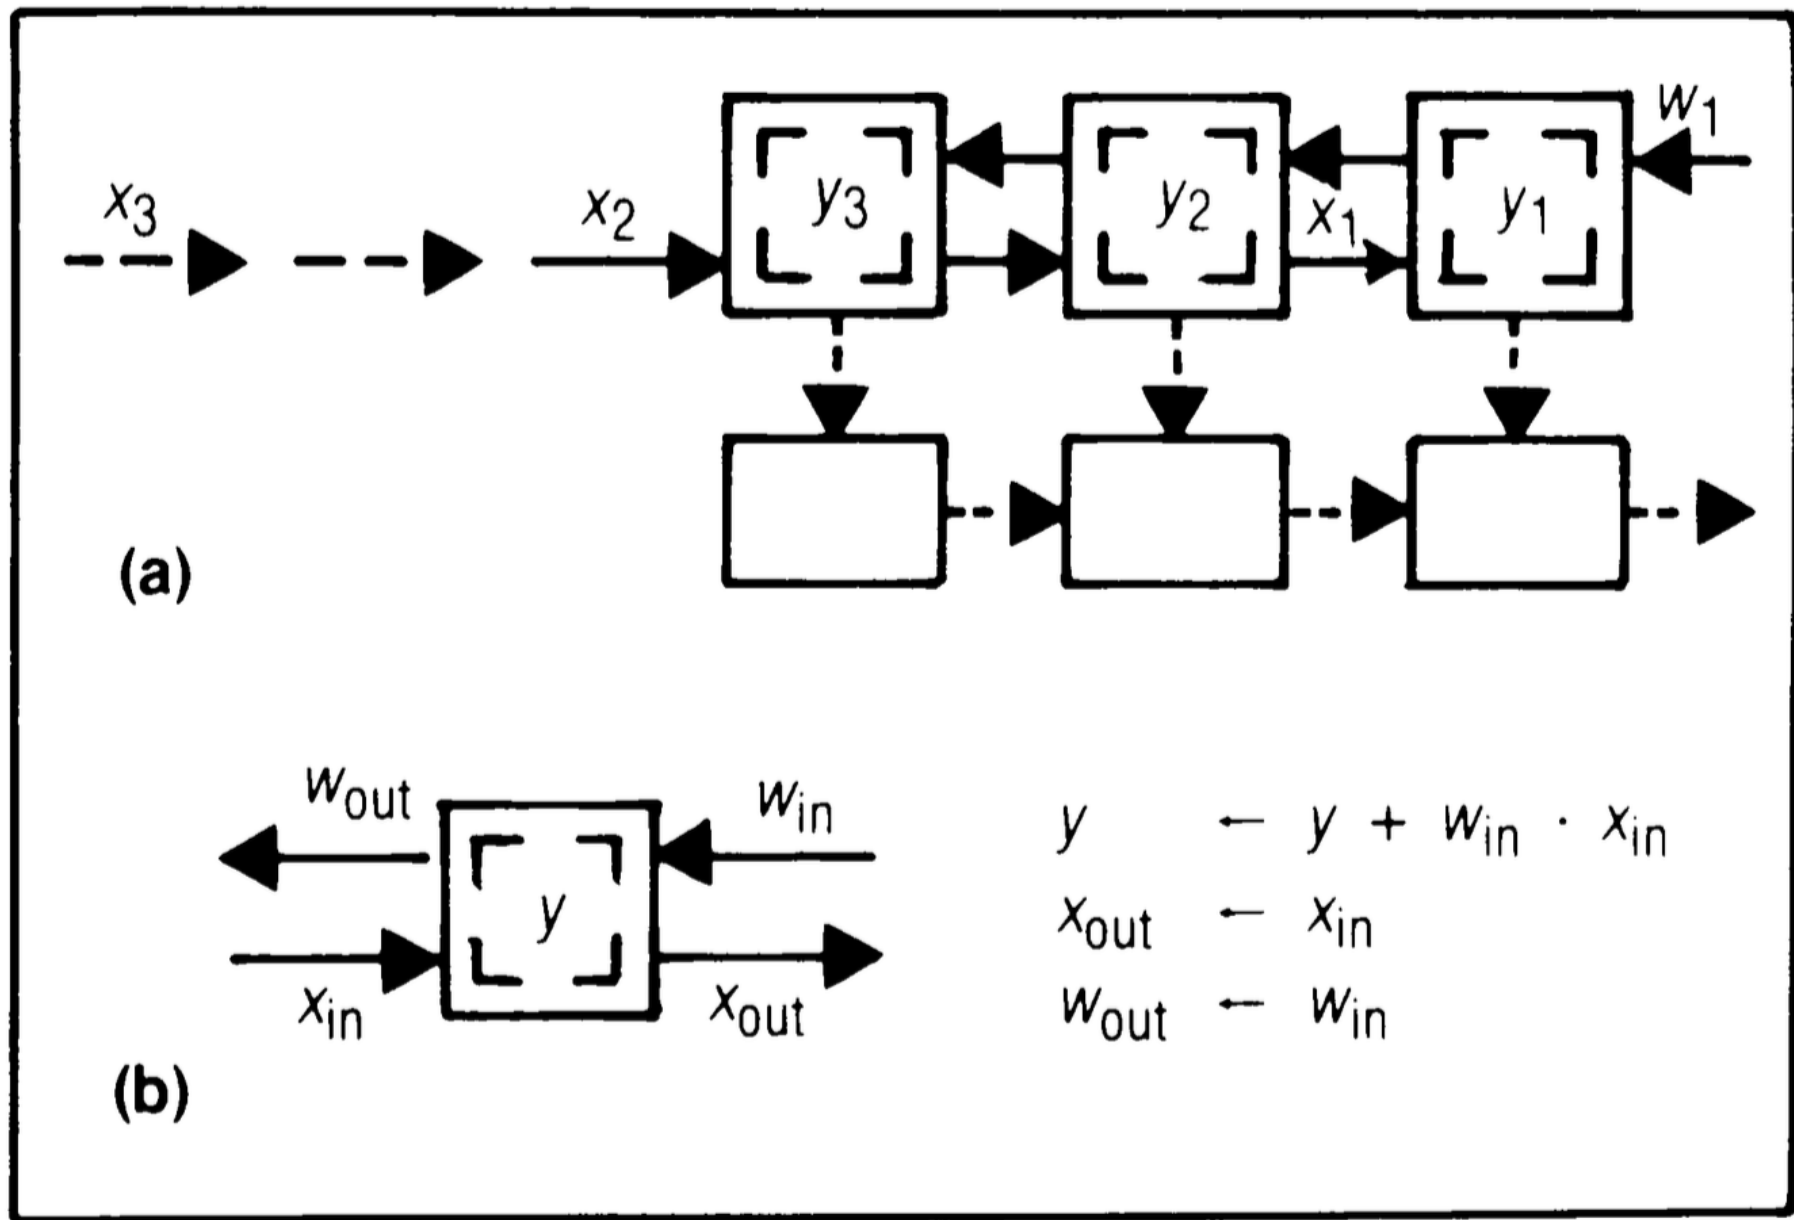 w1
x3 x2 y3 y2 x1 y1
(a)
wout win y ← y + win · xin
y xout ← xin
xin xout wout ← win
(b)